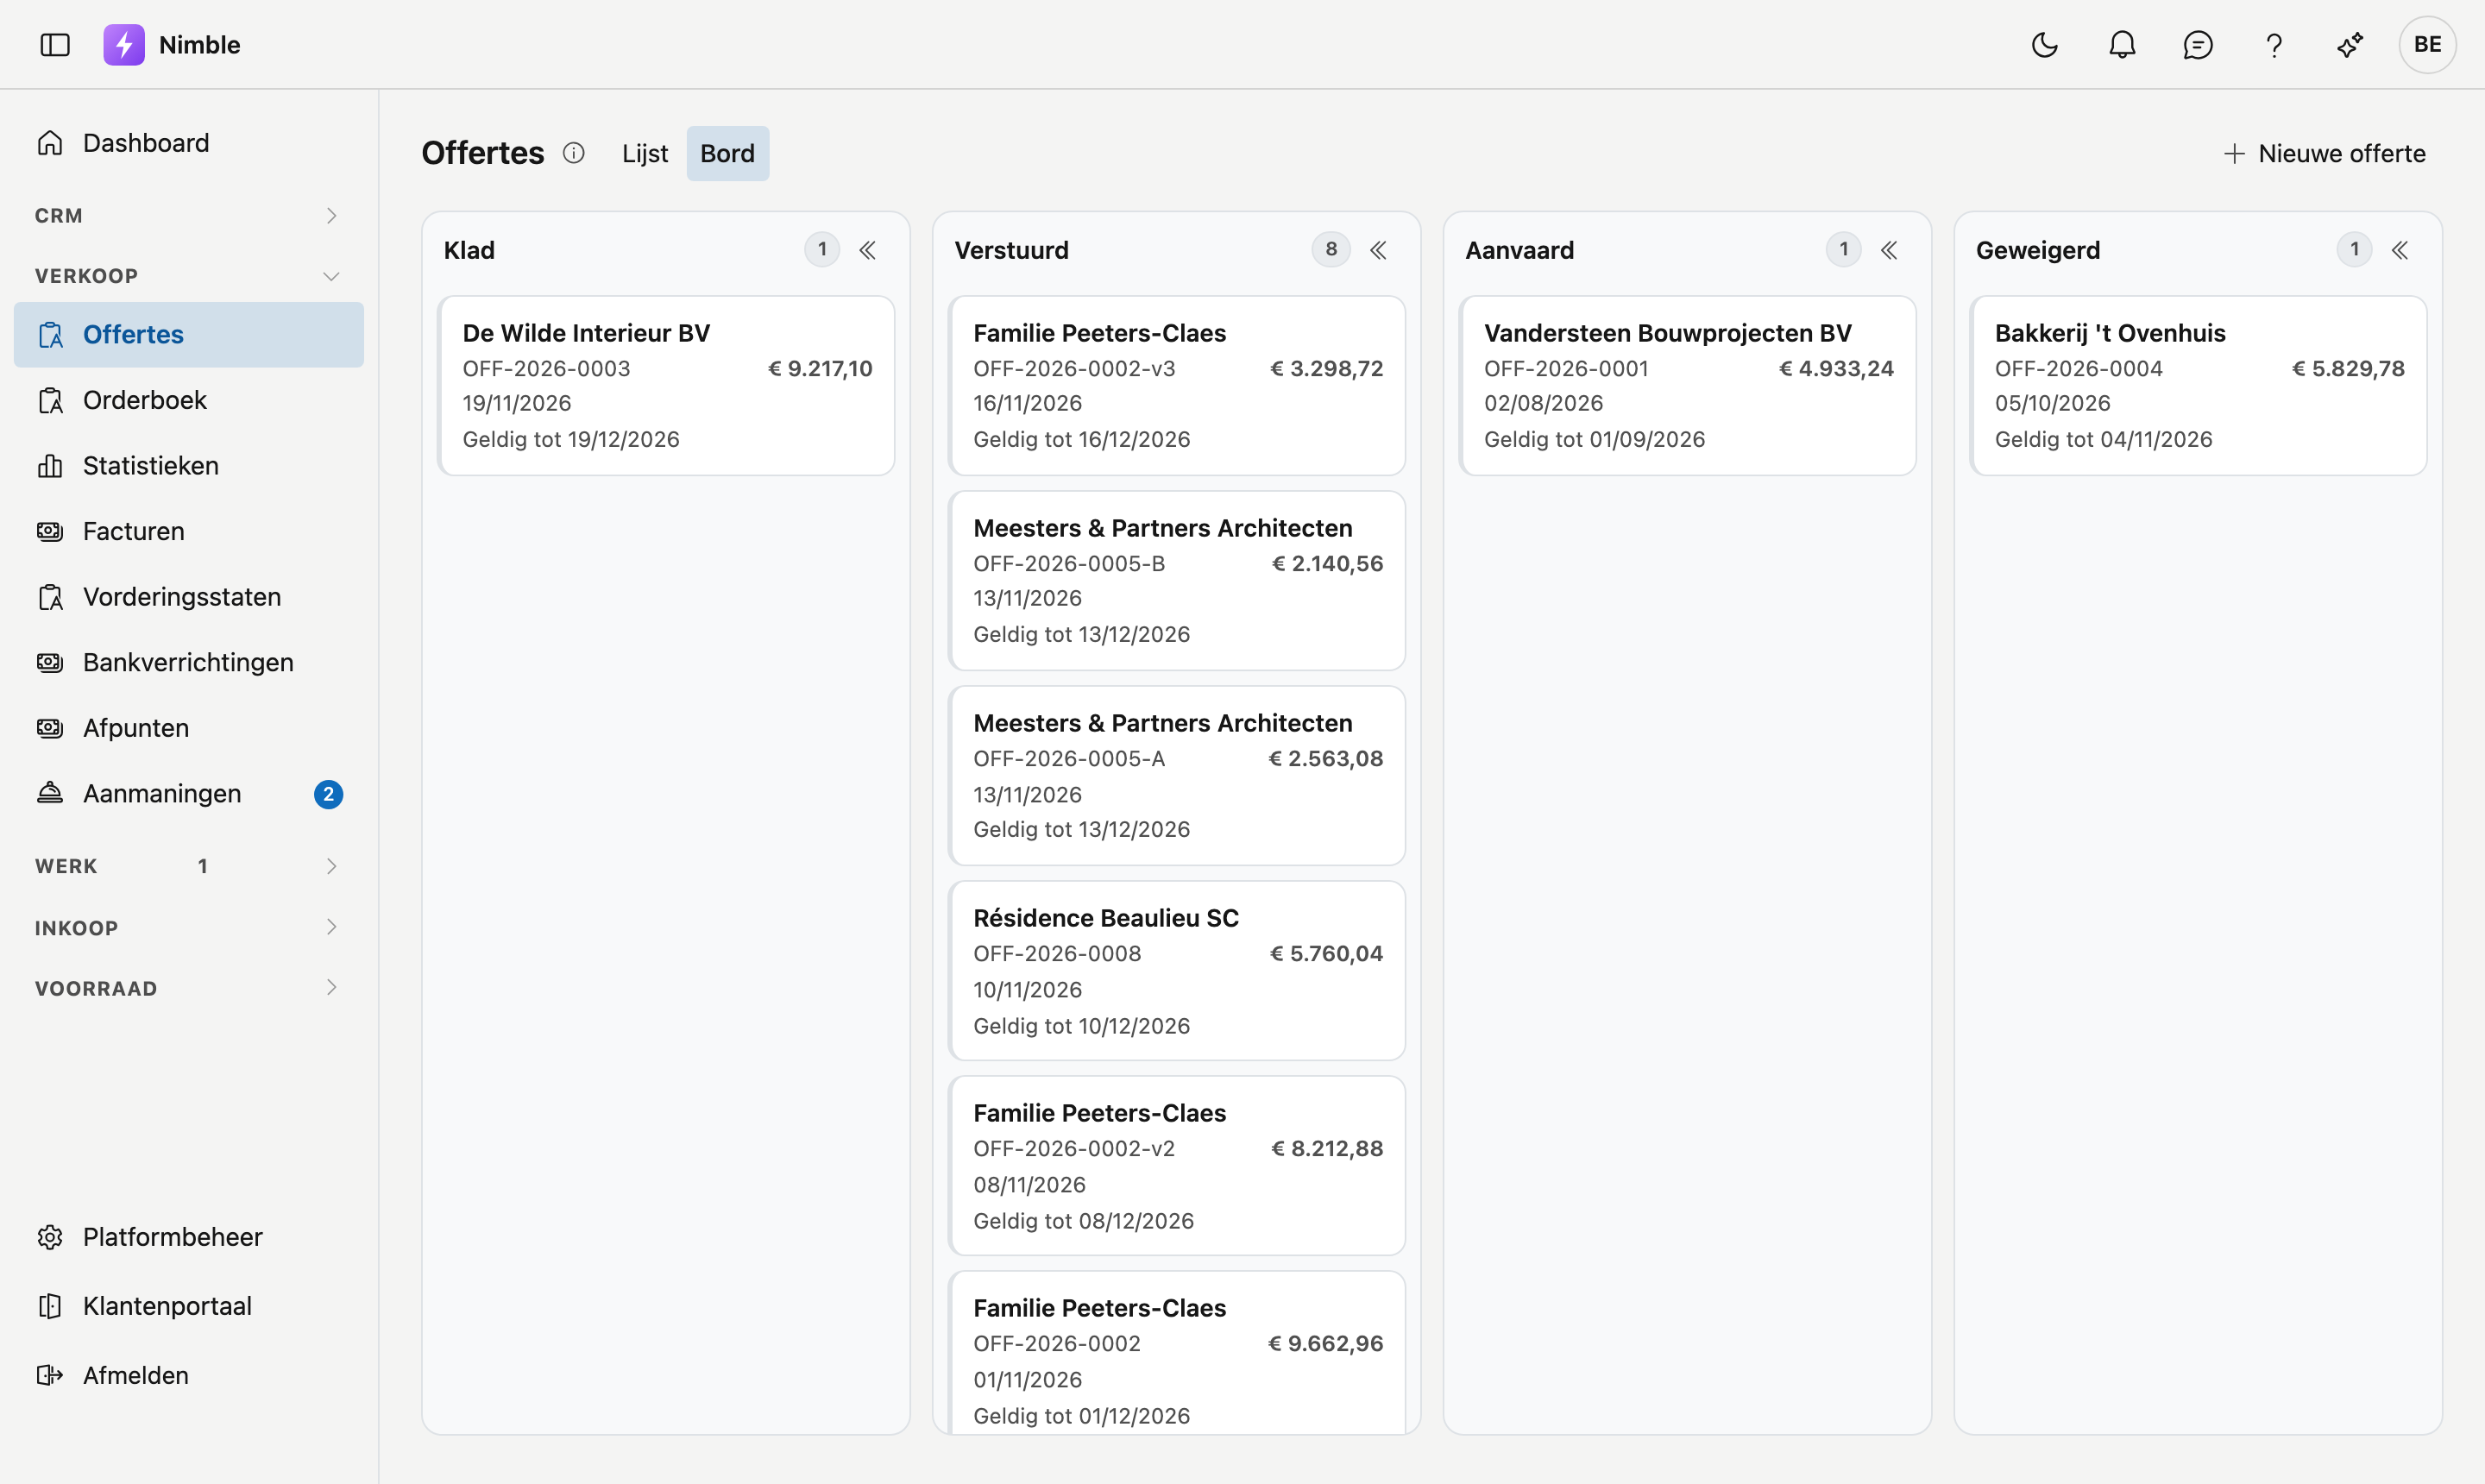 Nimble
BE
Dashboard
CRM
VERKOOP
Offertes
Orderboek
Statistieken
Facturen
Vorderingsstaten
Bankverrichtingen
Afpunten
Aanmaningen 2
WERK 1
INKOOP
VOORRAAD
Platformbeheer
Klantenportaal
Afmelden
Offertes Lijst Bord
+ Nieuwe offerte
Klad 1
De Wilde Interieur BV
OFF-2026-0003 € 9.217,10
19/11/2026
Geldig tot 19/12/2026
Verstuurd 8
Familie Peeters-Claes
OFF-2026-0002-v3 € 3.298,72
16/11/2026
Geldig tot 16/12/2026
Meesters & Partners Architecten
OFF-2026-0005-B € 2.140,56
13/11/2026
Geldig tot 13/12/2026
Meesters & Partners Architecten
OFF-2026-0005-A € 2.563,08
13/11/2026
Geldig tot 13/12/2026
Résidence Beaulieu SC
OFF-2026-0008 € 5.760,04
10/11/2026
Geldig tot 10/12/2026
Familie Peeters-Claes
OFF-2026-0002-v2 € 8.212,88
08/11/2026
Geldig tot 08/12/2026
Familie Peeters-Claes
OFF-2026-0002 € 9.662,96
01/11/2026
Geldig tot 01/12/2026
Aanvaard 1
Vandersteen Bouwprojecten BV
OFF-2026-0001 € 4.933,24
02/08/2026
Geldig tot 01/09/2026
Geweigerd 1
Bakkerij 't Ovenhuis
OFF-2026-0004 € 5.829,78
05/10/2026
Geldig tot 04/11/2026